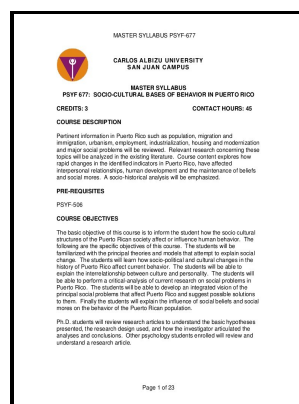 MASTER SYLLABUS PSYF-677
CARLOS ALBIZU UNIVERSITY
SAN JUAN CAMPUS
MASTER SYLLABUS
PSYF 677: SOCIO-CULTURAL BASES OF BEHAVIOR IN PUERTO RICO
CREDITS: 3 CONTACT HOURS: 45
COURSE DESCRIPTION
Pertinent information in Puerto Rico such as population, migration and
immigration, urbanism, employment, industrialization, housing and modernization
and major social problems will be reviewed. Relevant research concerning these
topics will be analyzed in the existing literature. Course content explores how
rapid changes in the identified indicators in Puerto Rico, have affected
interpersonal relationships, human development and the maintenance of beliefs
and social mores. A socio-historical analysis will be emphasized.
PRE-REQUISITES
PSYF-506
COURSE OBJECTIVES
The basic objective of this course is to inform the student how the socio cultural
structures of the Puerto Rican society affect or influence human behavior. The
following are the specific objectives of this course. The students will be
familiarized with the principal theories and models that attempt to explain social
change. The students will learn how socio-political and cultural changes in the
history of Puerto Rico affect current behavior. The students will be able to
explain the interrelationship between culture and personality. The students will
be able to perform a critical-analysis of current research on social problems in
Puerto Rico. The students will be able to develop an integrated vision of the
principal social problems that affect Puerto Rico and suggest possible solutions
to them. Finally the students will explain the influence of social beliefs and social
mores on the behavior of the Puerto Rican population.
Ph.D. students will review research articles to understand the basic hypotheses
presented, the research design used, and how the investigator articulated the
analyses and conclusions. Other psychology students enrolled will review and
understand a research article.
Page 1 of 23